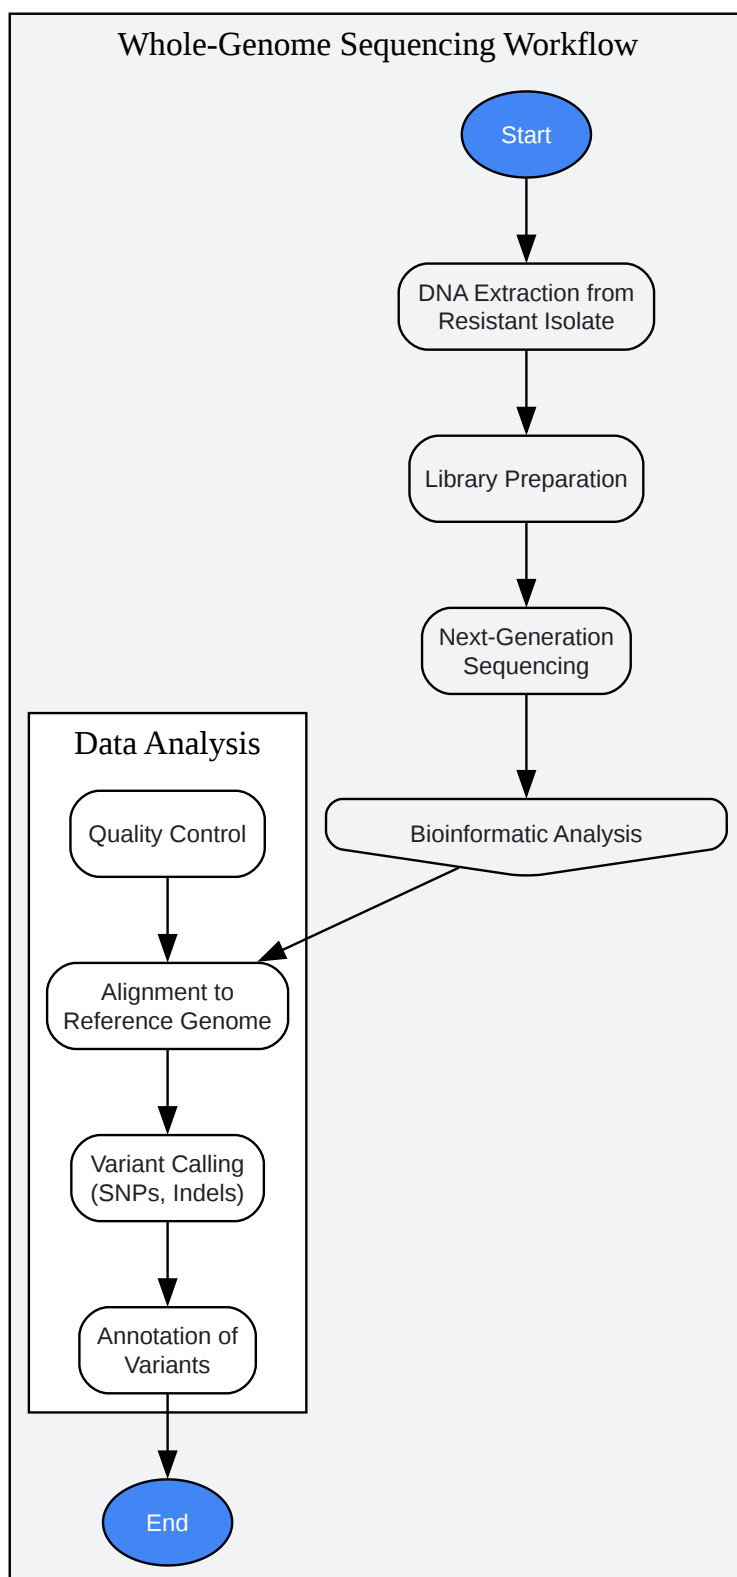 Whole-Genome Sequencing Workflow
Start
DNA Extraction from
Resistant Isolate
Library Preparation
Next-Generation
Sequencing
Bioinformatic Analysis
Data Analysis
Quality Control
Alignment to
Reference Genome
Variant Calling
(SNPs, Indels)
Annotation of
Variants
End